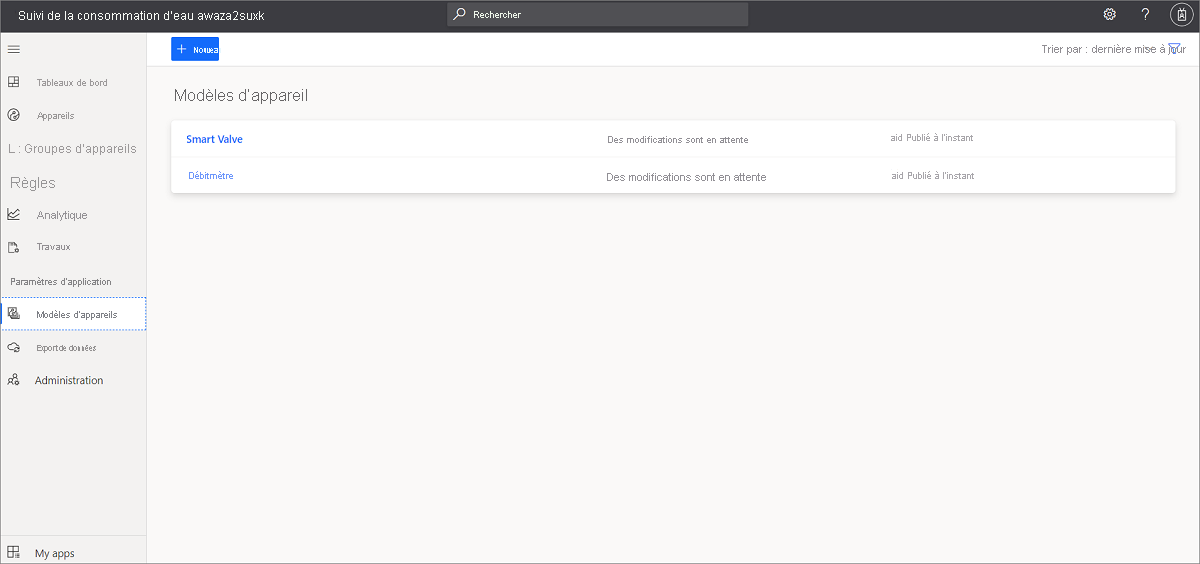 Suivi de la consommation d'eau awaza2suxk
Rechercher
?
Nouveau
Trier par : dernière mise à jour
Tableaux de bord
Appareils
L : Groupes d'appareils
Règles
Analytique
Travaux
Paramètres d'application
Modèles d'appareils
Export de données
Administration
My apps
Modèles d'appareil
Smart Valve Des modifications sont en attente aid Publié à l'instant
Débitmètre Des modifications sont en attente aid Publié à l'instant